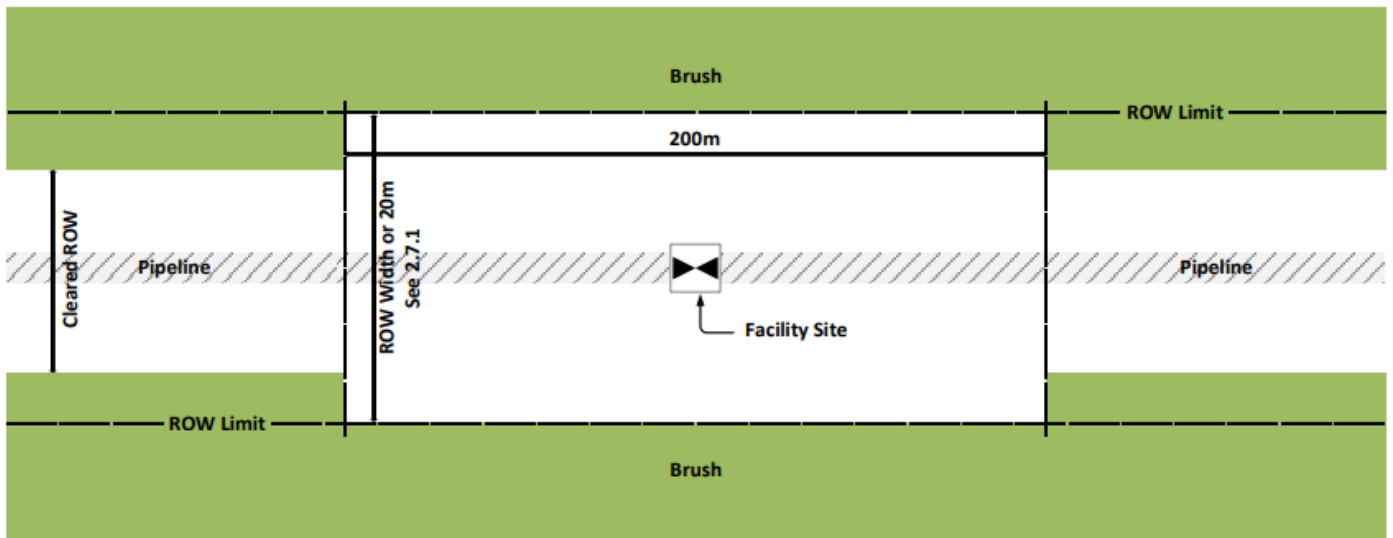 Brush
ROW Limit
200m
Cleared ROW
ROW Width or 20m
See 2.7.1
Pipeline
Pipeline
Facility Site
ROW Limit
Brush